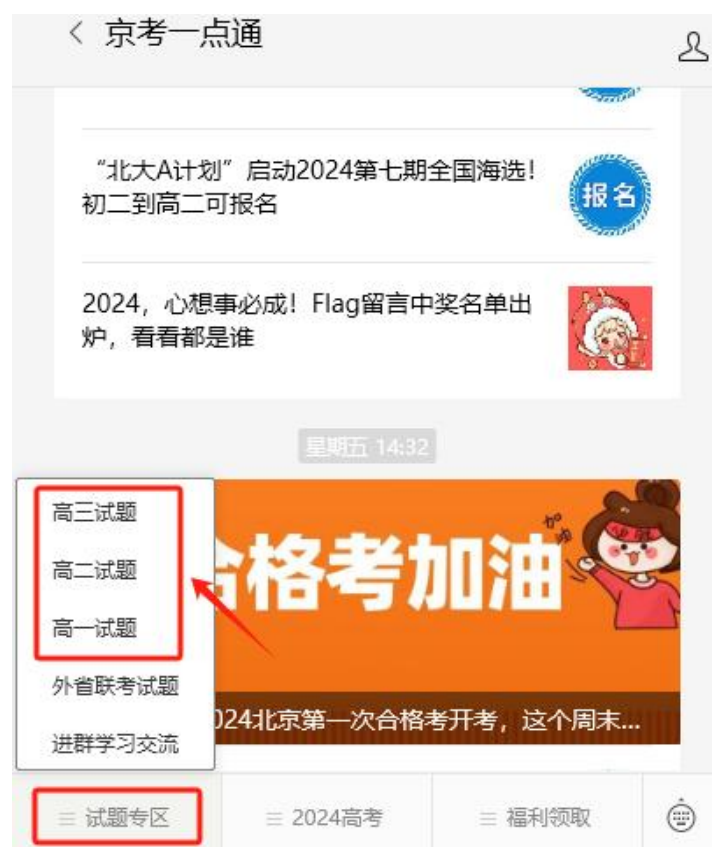 京考一点通
“北大A计划”启动2024第七期全国海选！
初二到高二可报名
报名
2024，心想事必成！Flag留言中奖名单出
炉，看看都是谁
星期五 14:32
高三试题
高二试题
高一试题
外省联考试题
进群学习交流
合格考加油
加油
024北京第一次合格考开考，这个周末...
试题专区
2024高考
福利领取